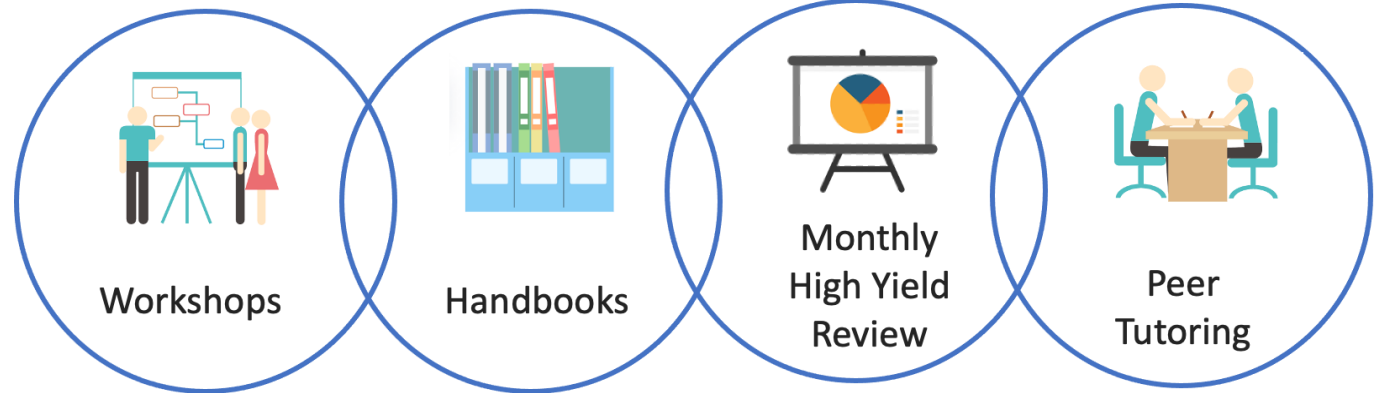 Workshops
Handbooks
Monthly
High Yield
Review
Peer
Tutoring